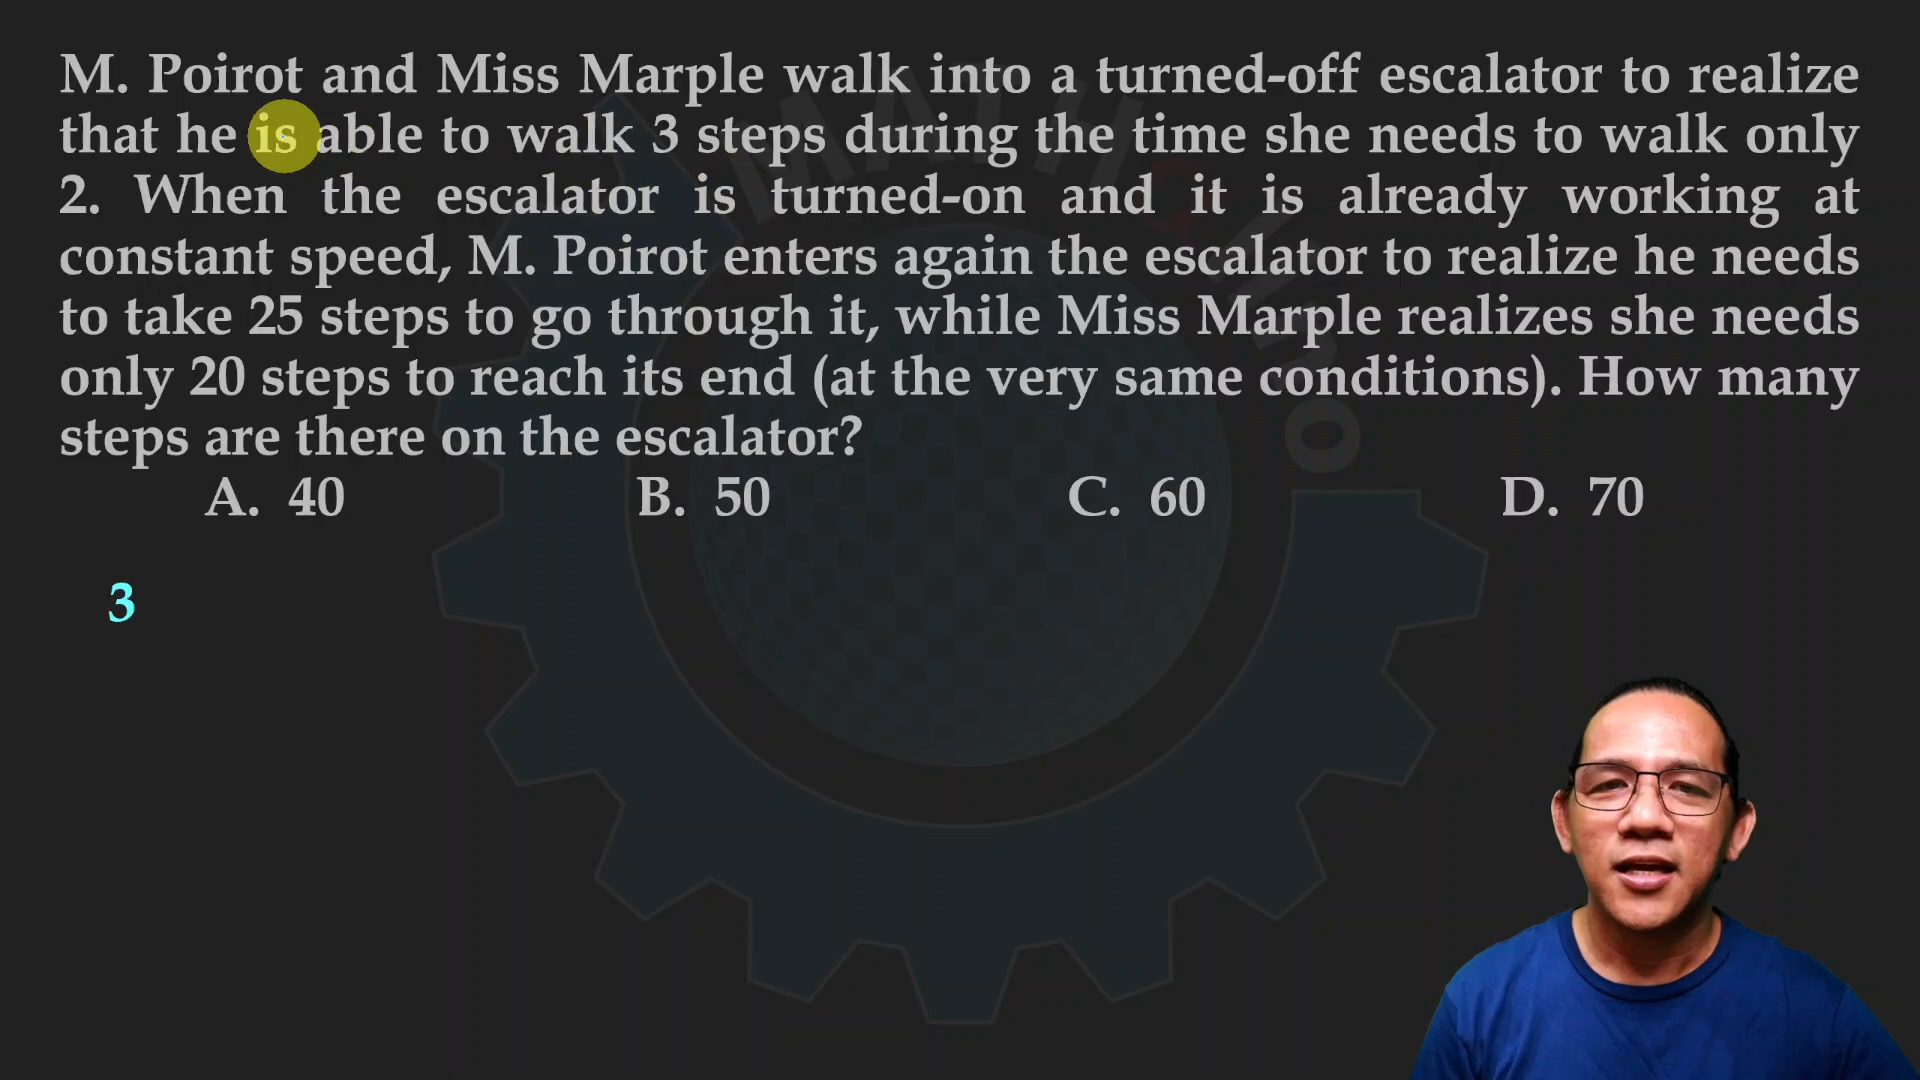 M. Poirot and Miss Marple walk into a turned-off escalator to realize
that he is able to walk 3 steps during the time she needs to walk only
2. When the escalator is turned-on and it is already working at
constant speed, M. Poirot enters again the escalator to realize he needs
to take 25 steps to go through it, while Miss Marple realizes she needs
only 20 steps to reach its end (at the very same conditions). How many
steps are there on the escalator?
A. 40 B. 50 C. 60 D. 70
3